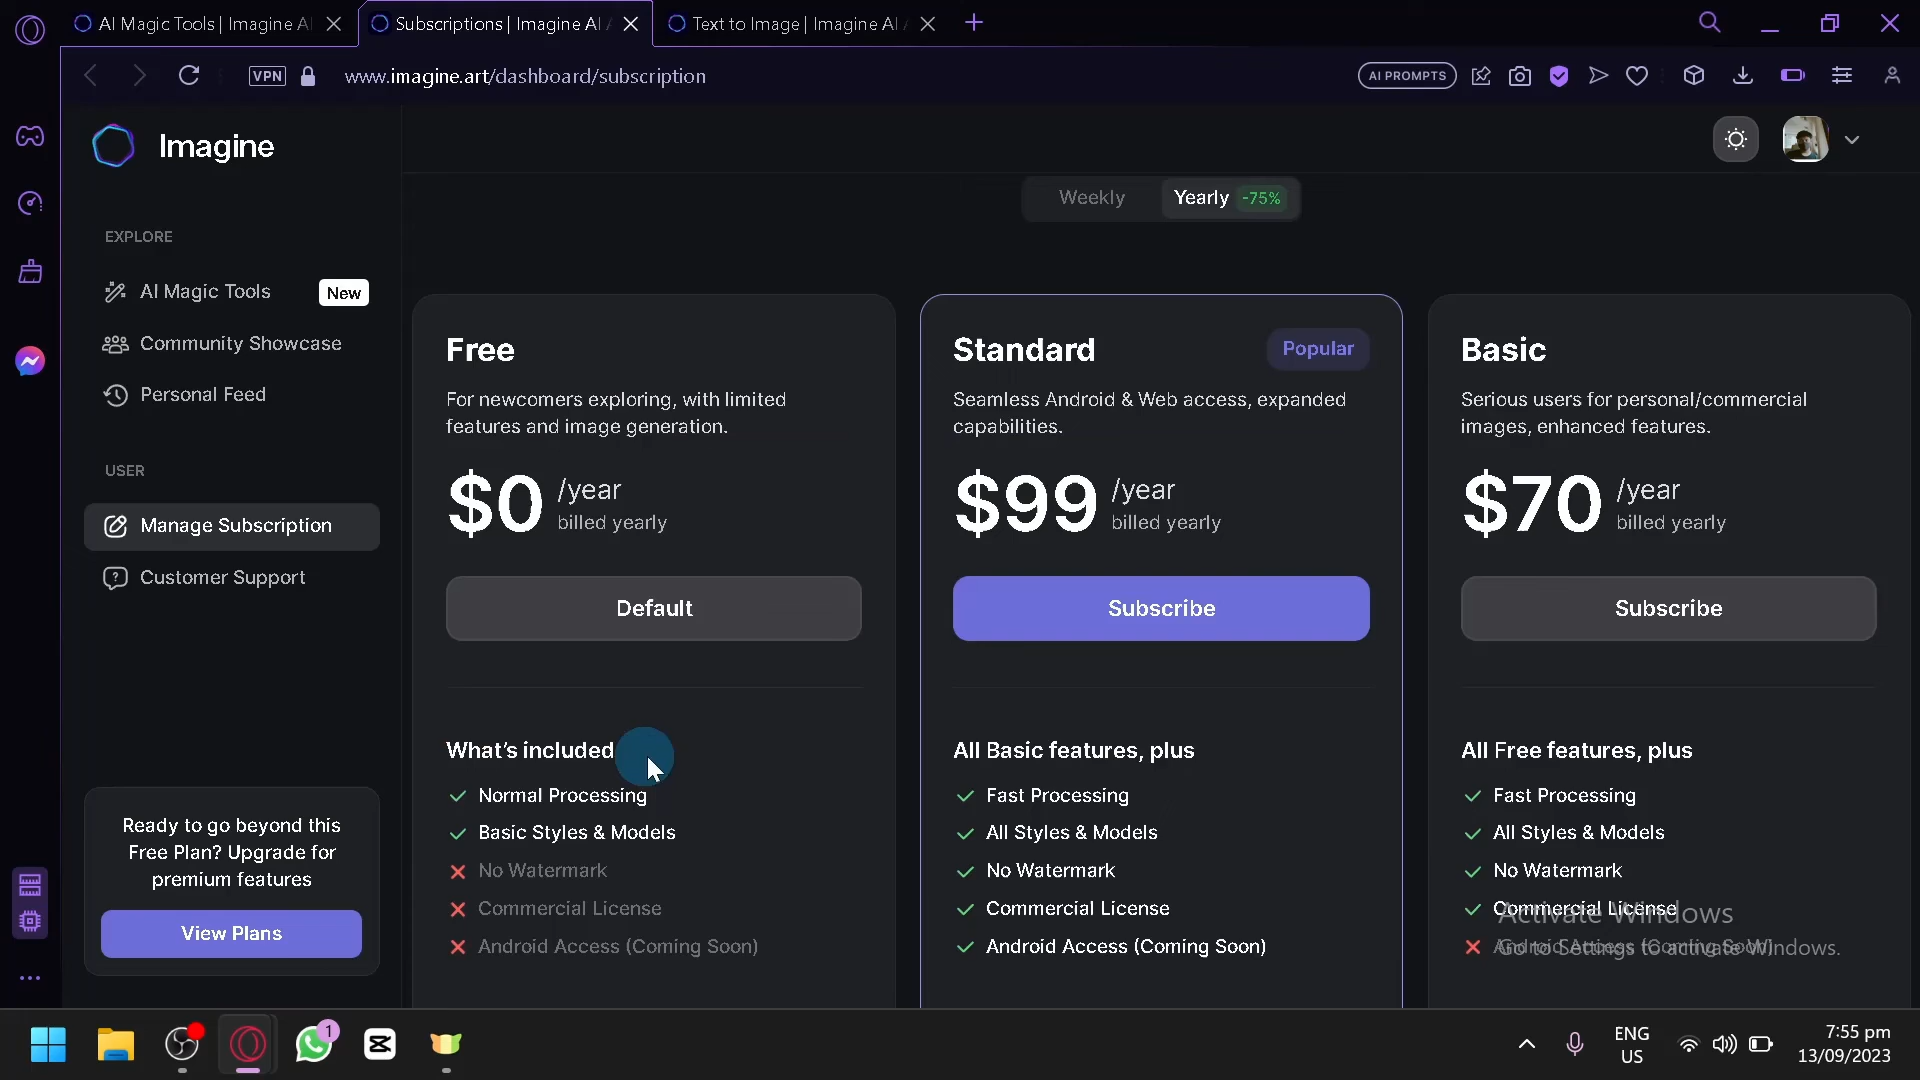 AI Magic Tools | Imagine AI
Subscriptions | Imagine AI
Text to Image | Imagine AI
VPN
www.imagine.art/dashboard/subscription
AI PROMPTS
Imagine
Weekly
Yearly -75%
EXPLORE
AI Magic Tools
New
Community Showcase
Personal Feed
USER
Manage Subscription
Customer Support
Ready to go beyond this
Free Plan? Upgrade for
premium features
View Plans
Free
For newcomers exploring, with limited
features and image generation.
$0 /year
billed yearly
Default
What's included
Normal Processing
Basic Styles & Models
No Watermark
Commercial License
Android Access (Coming Soon)
Standard
Popular
Seamless Android & Web access, expanded
capabilities.
$99 /year
billed yearly
Subscribe
All Basic features, plus
Fast Processing
All Styles & Models
No Watermark
Commercial License
Android Access (Coming Soon)
Basic
Serious users for personal/commercial
images, enhanced features.
$70 /year
billed yearly
Subscribe
All Free features, plus
Fast Processing
All Styles & Models
No Watermark
Commercial License
Android Access (Coming Soon)
Activate Windows
Go to Settings to activate Windows.
1
ENG
US
7:55 pm
13/09/2023